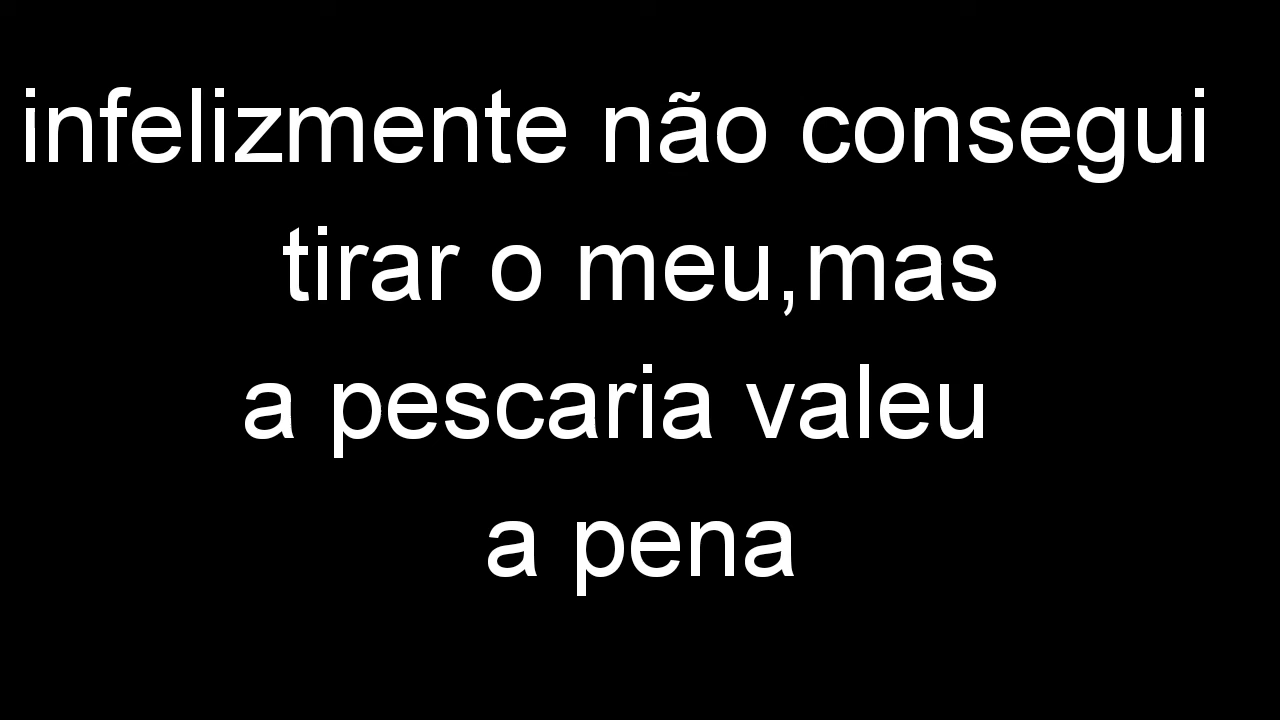 infelizmente não consegui
tirar o meu,mas
a pescaria valeu
a pena